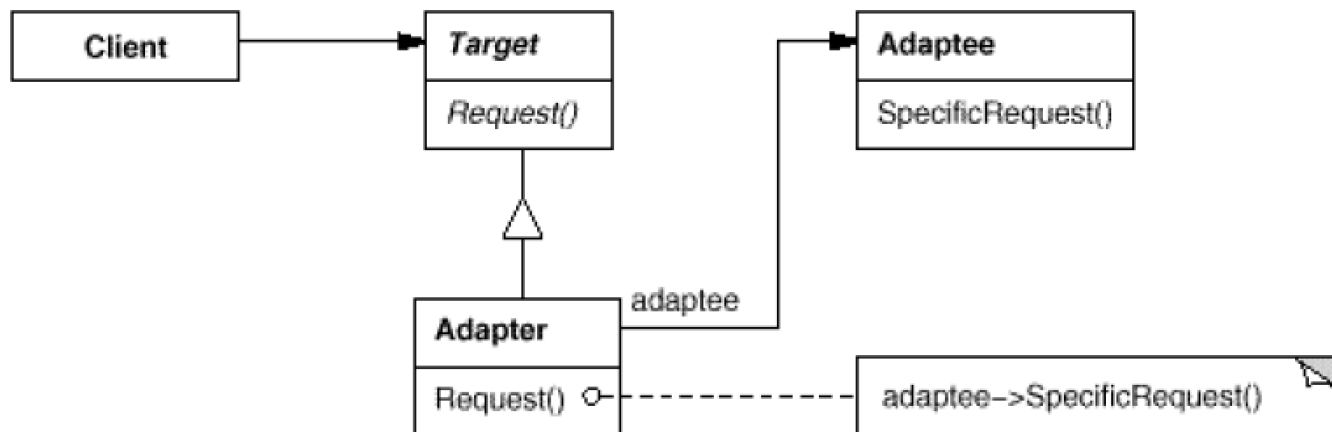 Client
Target
Request()
Adaptee
SpecificRequest()
adaptee
Adapter
Request()
adaptee–>SpecificRequest()